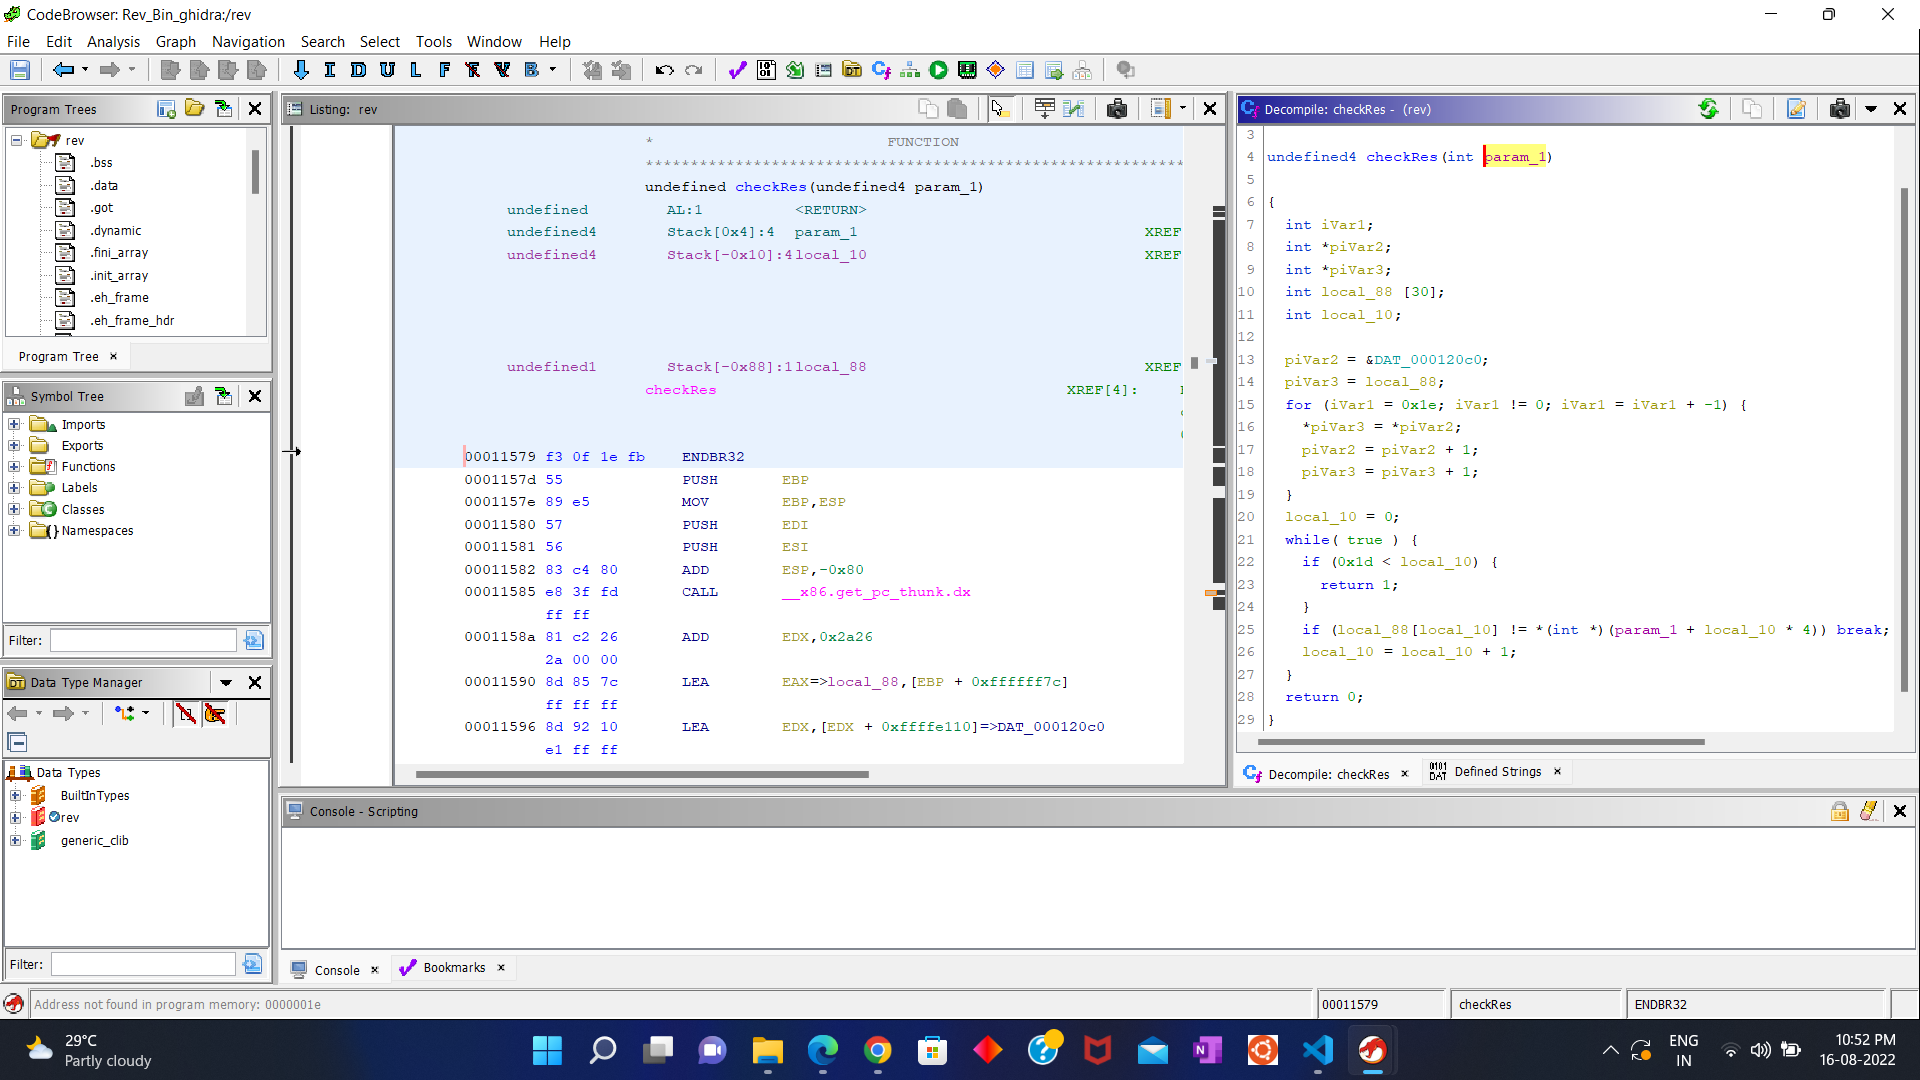 CodeBrowser: Rev_Bin_ghidra:/rev
File Edit Analysis Graph Navigation Search Select Tools Window Help
I D U L F B
Program Trees
rev
.bss
.data
.got
.dynamic
.fini_array
.init_array
.eh_frame
.eh_frame_hdr
Program Tree
Symbol Tree
Imports
Exports
Functions
Labels
Classes
Namespaces
Filter:
Data Type Manager
Data Types
BuiltInTypes
rev
generic_clib
Filter:
Listing: rev
* FUNCTION
************************************************************
undefined checkRes(undefined4 param_1)
undefined AL:1 <RETURN>
undefined4 Stack[0x4]:4 param_1 XREF
undefined4 Stack[-0x10]:4 local_10 XREF
undefined1 Stack[-0x88]:1 local_88 XREF
checkRes XREF[4]:
00011579 f3 0f 1e fb ENDBR32
0001157d 55 PUSH EBP
0001157e 89 e5 MOV EBP,ESP
00011580 57 PUSH EDI
00011581 56 PUSH ESI
00011582 83 c4 80 ADD ESP,-0x80
00011585 e8 3f fd CALL __x86.get_pc_thunk.dx
ff ff
0001158a 81 c2 26 ADD EDX,0x2a26
2a 00 00
00011590 8d 85 7c LEA EAX=>local_88,[EBP + 0xffffff7c]
ff ff ff
00011596 8d 92 10 LEA EDX,[EDX + 0xffffe110]=>DAT_000120c0
e1 ff ff
Decompile: checkRes - (rev)
3
4 undefined4 checkRes(int param_1)
5
6 {
7 int iVar1;
8 int *piVar2;
9 int *piVar3;
10 int local_88 [30];
11 int local_10;
12
13 piVar2 = &DAT_000120c0;
14 piVar3 = local_88;
15 for (iVar1 = 0x1e; iVar1 != 0; iVar1 = iVar1 + -1) {
16 *piVar3 = *piVar2;
17 piVar2 = piVar2 + 1;
18 piVar3 = piVar3 + 1;
19 }
20 local_10 = 0;
21 while( true ) {
22 if (0x1d < local_10) {
23 return 1;
24 }
25 if (local_88[local_10] != *(int *)(param_1 + local_10 * 4)) break;
26 local_10 = local_10 + 1;
27 }
28 return 0;
29 }
Decompile: checkRes
Defined Strings
Console - Scripting
Console
Bookmarks
Address not found in program memory: 0000001e
00011579
checkRes
ENDBR32
29°C
Partly cloudy
ENG
IN
10:52 PM
16-08-2022